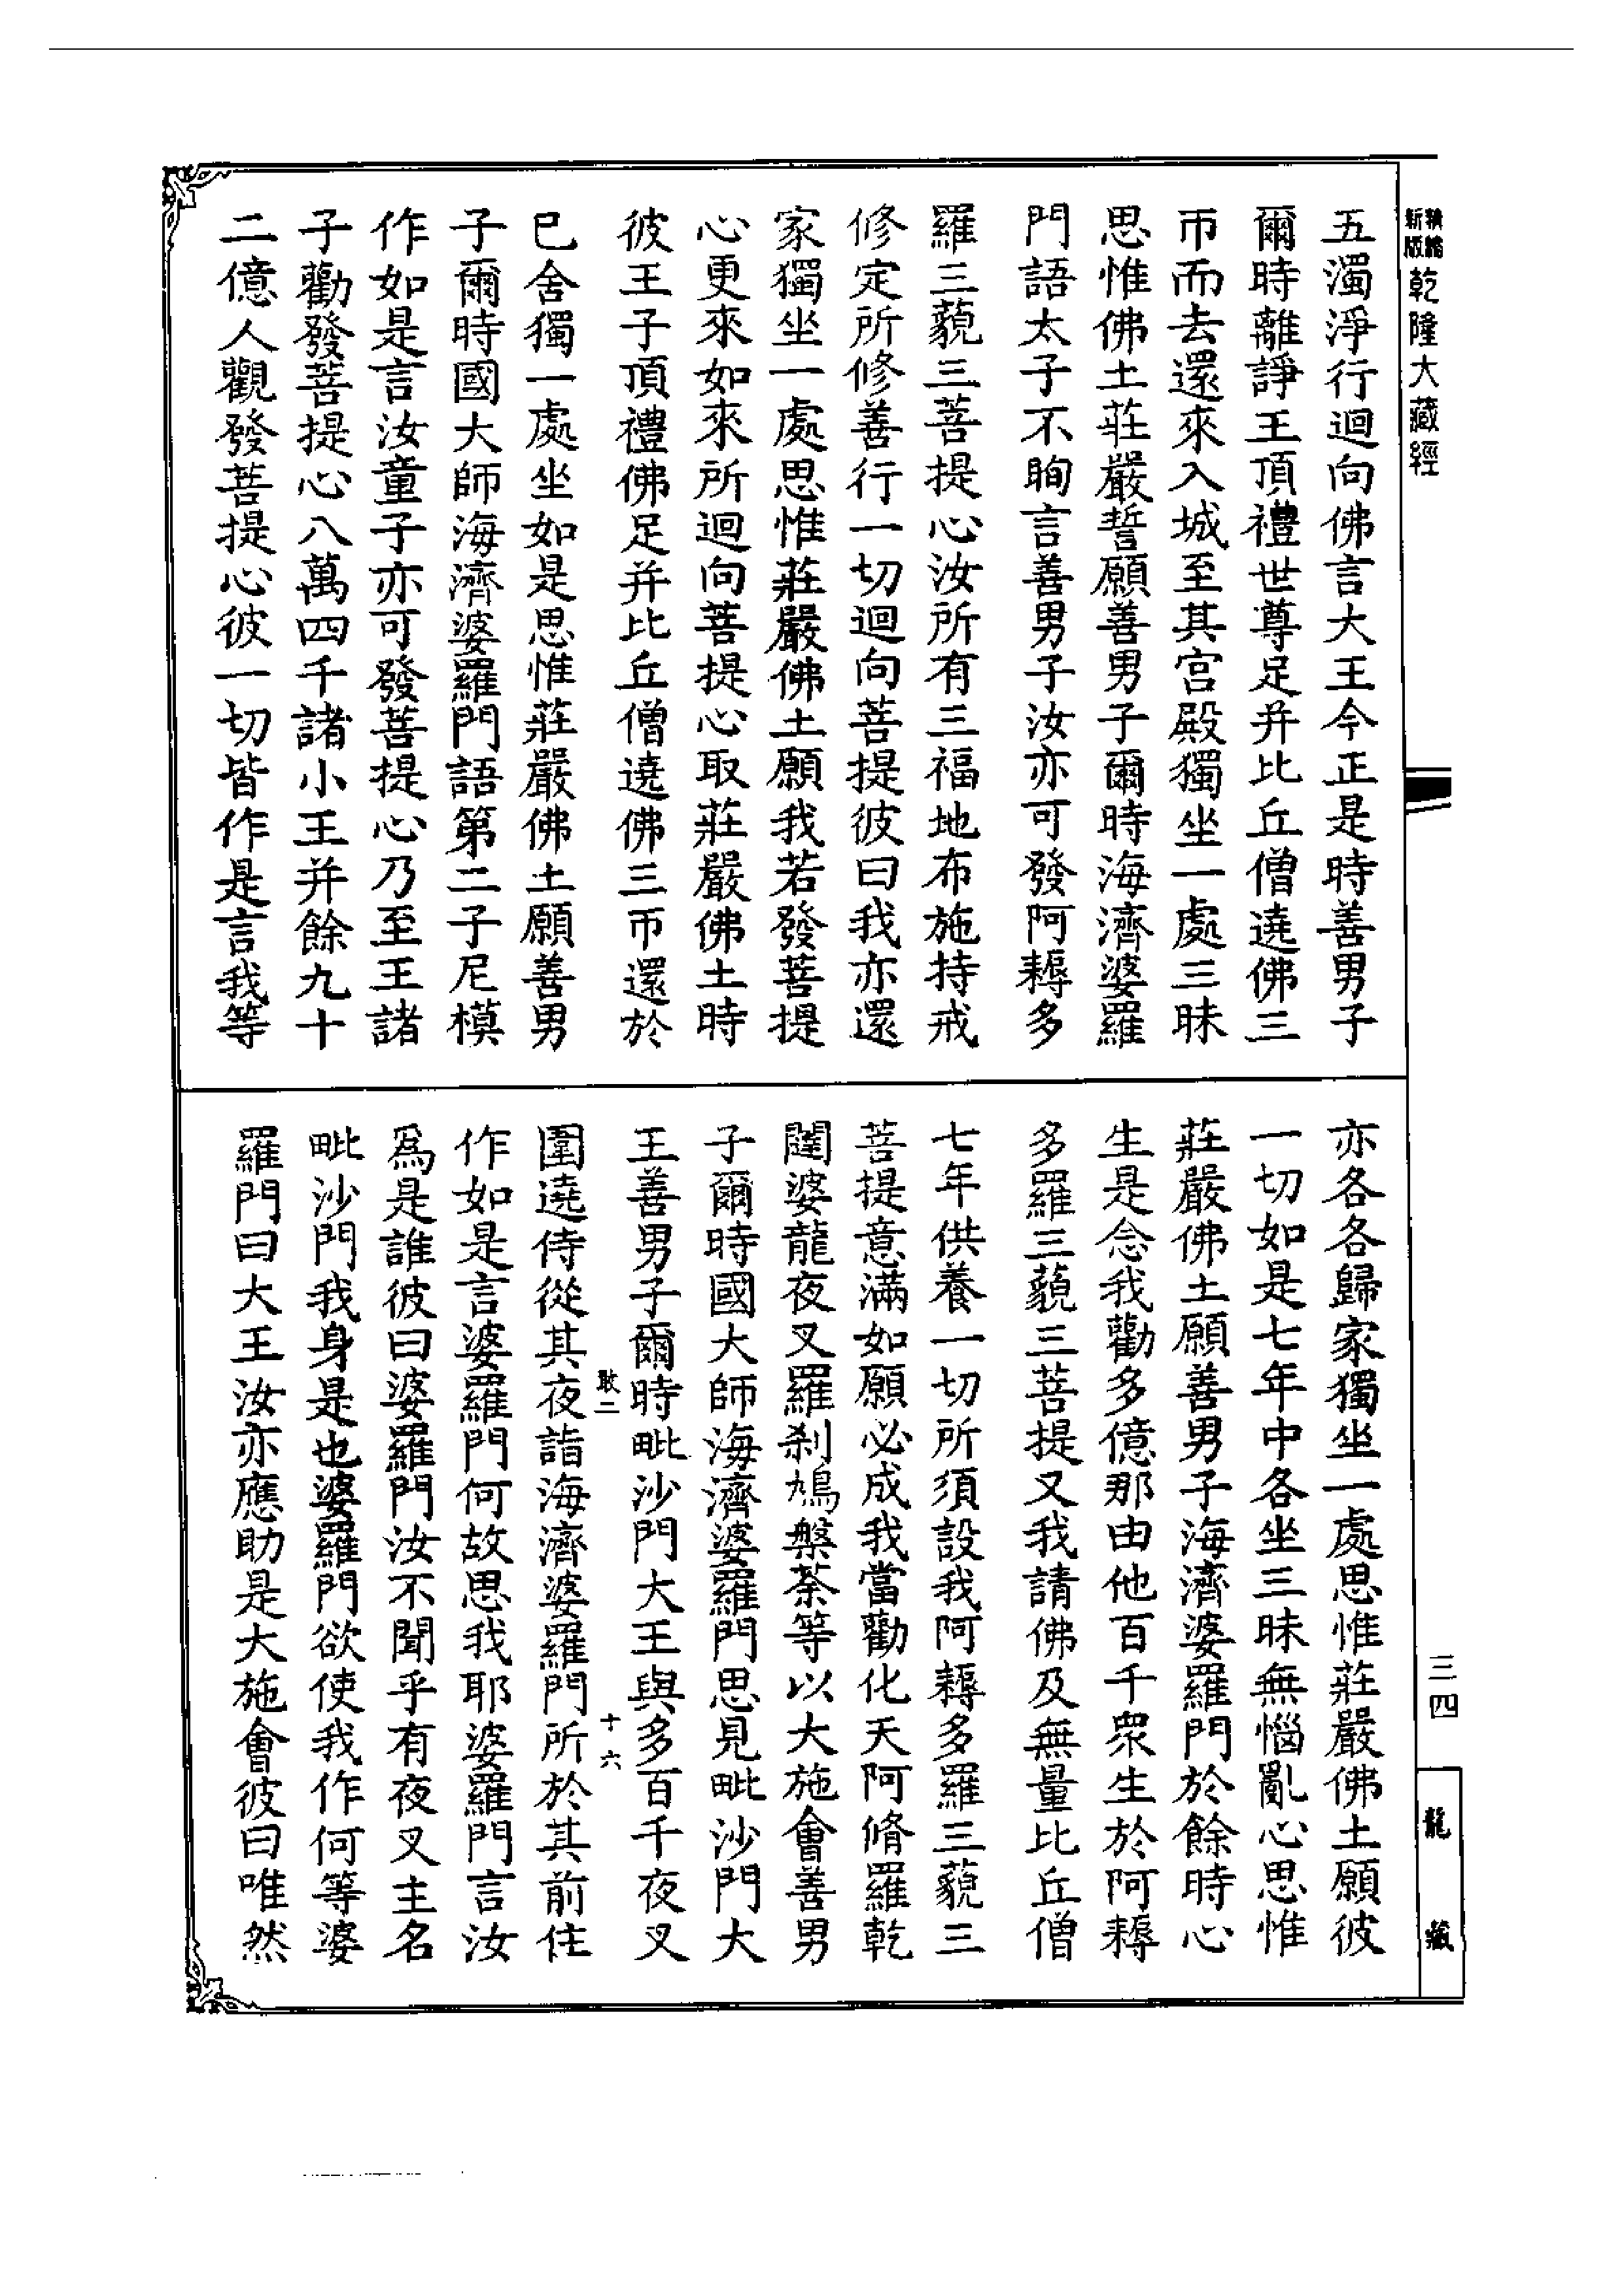 新版
精縮
乾隆大藏經
五濁淨行迴向佛言大王今正是時善男子
爾時離諍王頂禮世尊足并比丘僧遶佛三
帀而去還來入城至其宮殿獨坐一處三昧
思惟佛土莊嚴誓願善男子爾時海濟婆羅
門語太子不眴言善男子汝亦可發阿耨多
羅三藐三菩提心汝所有三福地布施持戒
修定所修善行一切迴向菩提彼曰我亦還
家獨坐一處思惟莊嚴佛土願我若發菩提
心更來如來所迴向菩提心取莊嚴佛土時
彼王子頂禮佛足并比丘僧遶佛三帀還於
巳舍獨一處坐如是思惟莊嚴佛土願善男
子爾時國大師海濟婆羅門語第二子尼模
作如是言汝童子亦可發菩提心乃至王諸
子勸發菩提心八萬四千諸小王并餘九十
二億人觀發菩提心彼一切皆作是言我等
亦各各歸家獨坐一處思惟莊嚴佛土願彼
一切如是七年中各坐三昧無惱亂心思惟
莊嚴佛土願善男子海濟婆羅門於餘時心
生是念我勸多億那由他百千眾生於阿耨
多羅三藐三菩提又我請佛及無量比丘僧
七年供養一切所須設我阿耨多羅三藐三
菩提意滿如願必成我當勸化天阿脩羅乾
闥婆龍夜叉羅剎鳩槃茶等以大施會善男
子爾時國大師海濟婆羅門思見毗沙門大
王善男子爾時毗沙門大王與多百千夜叉
圍遶侍從其夜詣海濟婆羅門所於其前住
作如是言婆羅門何故思我耶婆羅門言汝
為是誰彼曰婆羅門汝不聞乎有夜叉主名
毗沙門我身是也婆羅門欲使我作何等婆
羅門曰大王汝亦應助是大施會彼曰唯然
二
十六
三四
龍藏